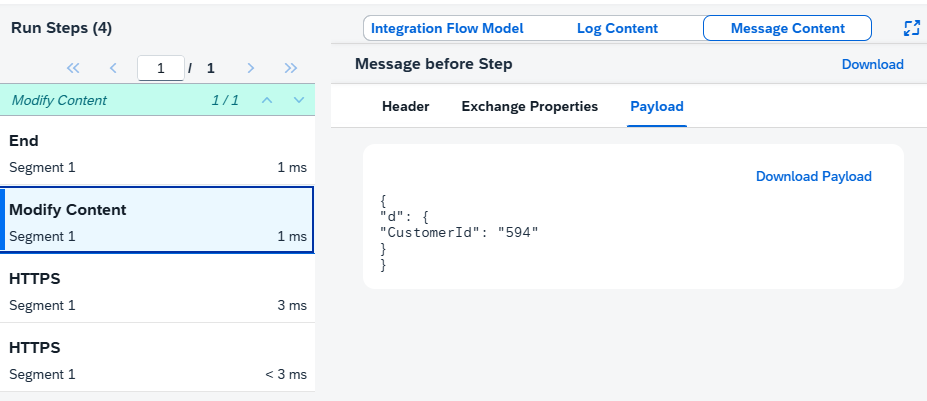 Run Steps (4)
1 / 1
Modify Content 1 / 1
End
Segment 1 1 ms
Modify Content
Segment 1 1 ms
HTTPS
Segment 1 3 ms
HTTPS
Segment 1 < 3 ms
Integration Flow Model Log Content Message Content
Message before Step Download
Header Exchange Properties Payload
Download Payload
{
"d": {
"CustomerId": "594"
}
}